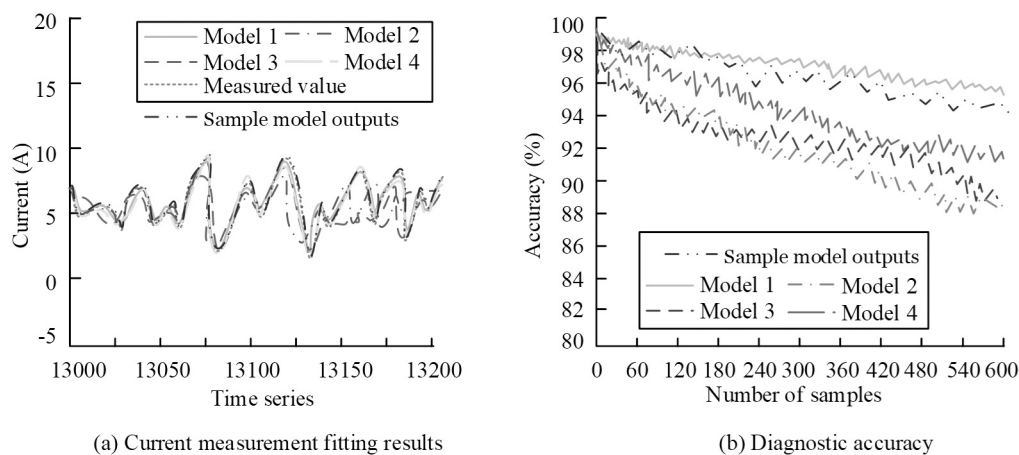 20
15
10
5
0
-5
Current (A)
Model 1
Model 2
Model 3
Model 4
Measured value
Sample model outputs
13000
13050
13100
13150
13200
Time series
(a) Current measurement fitting results
100
98
96
94
92
90
88
86
84
82
80
Accuracy (%)
Sample model outputs
Model 1
Model 2
Model 3
Model 4
0
60
120
180
240
300
360
420
480
540
600
Number of samples
(b) Diagnostic accuracy